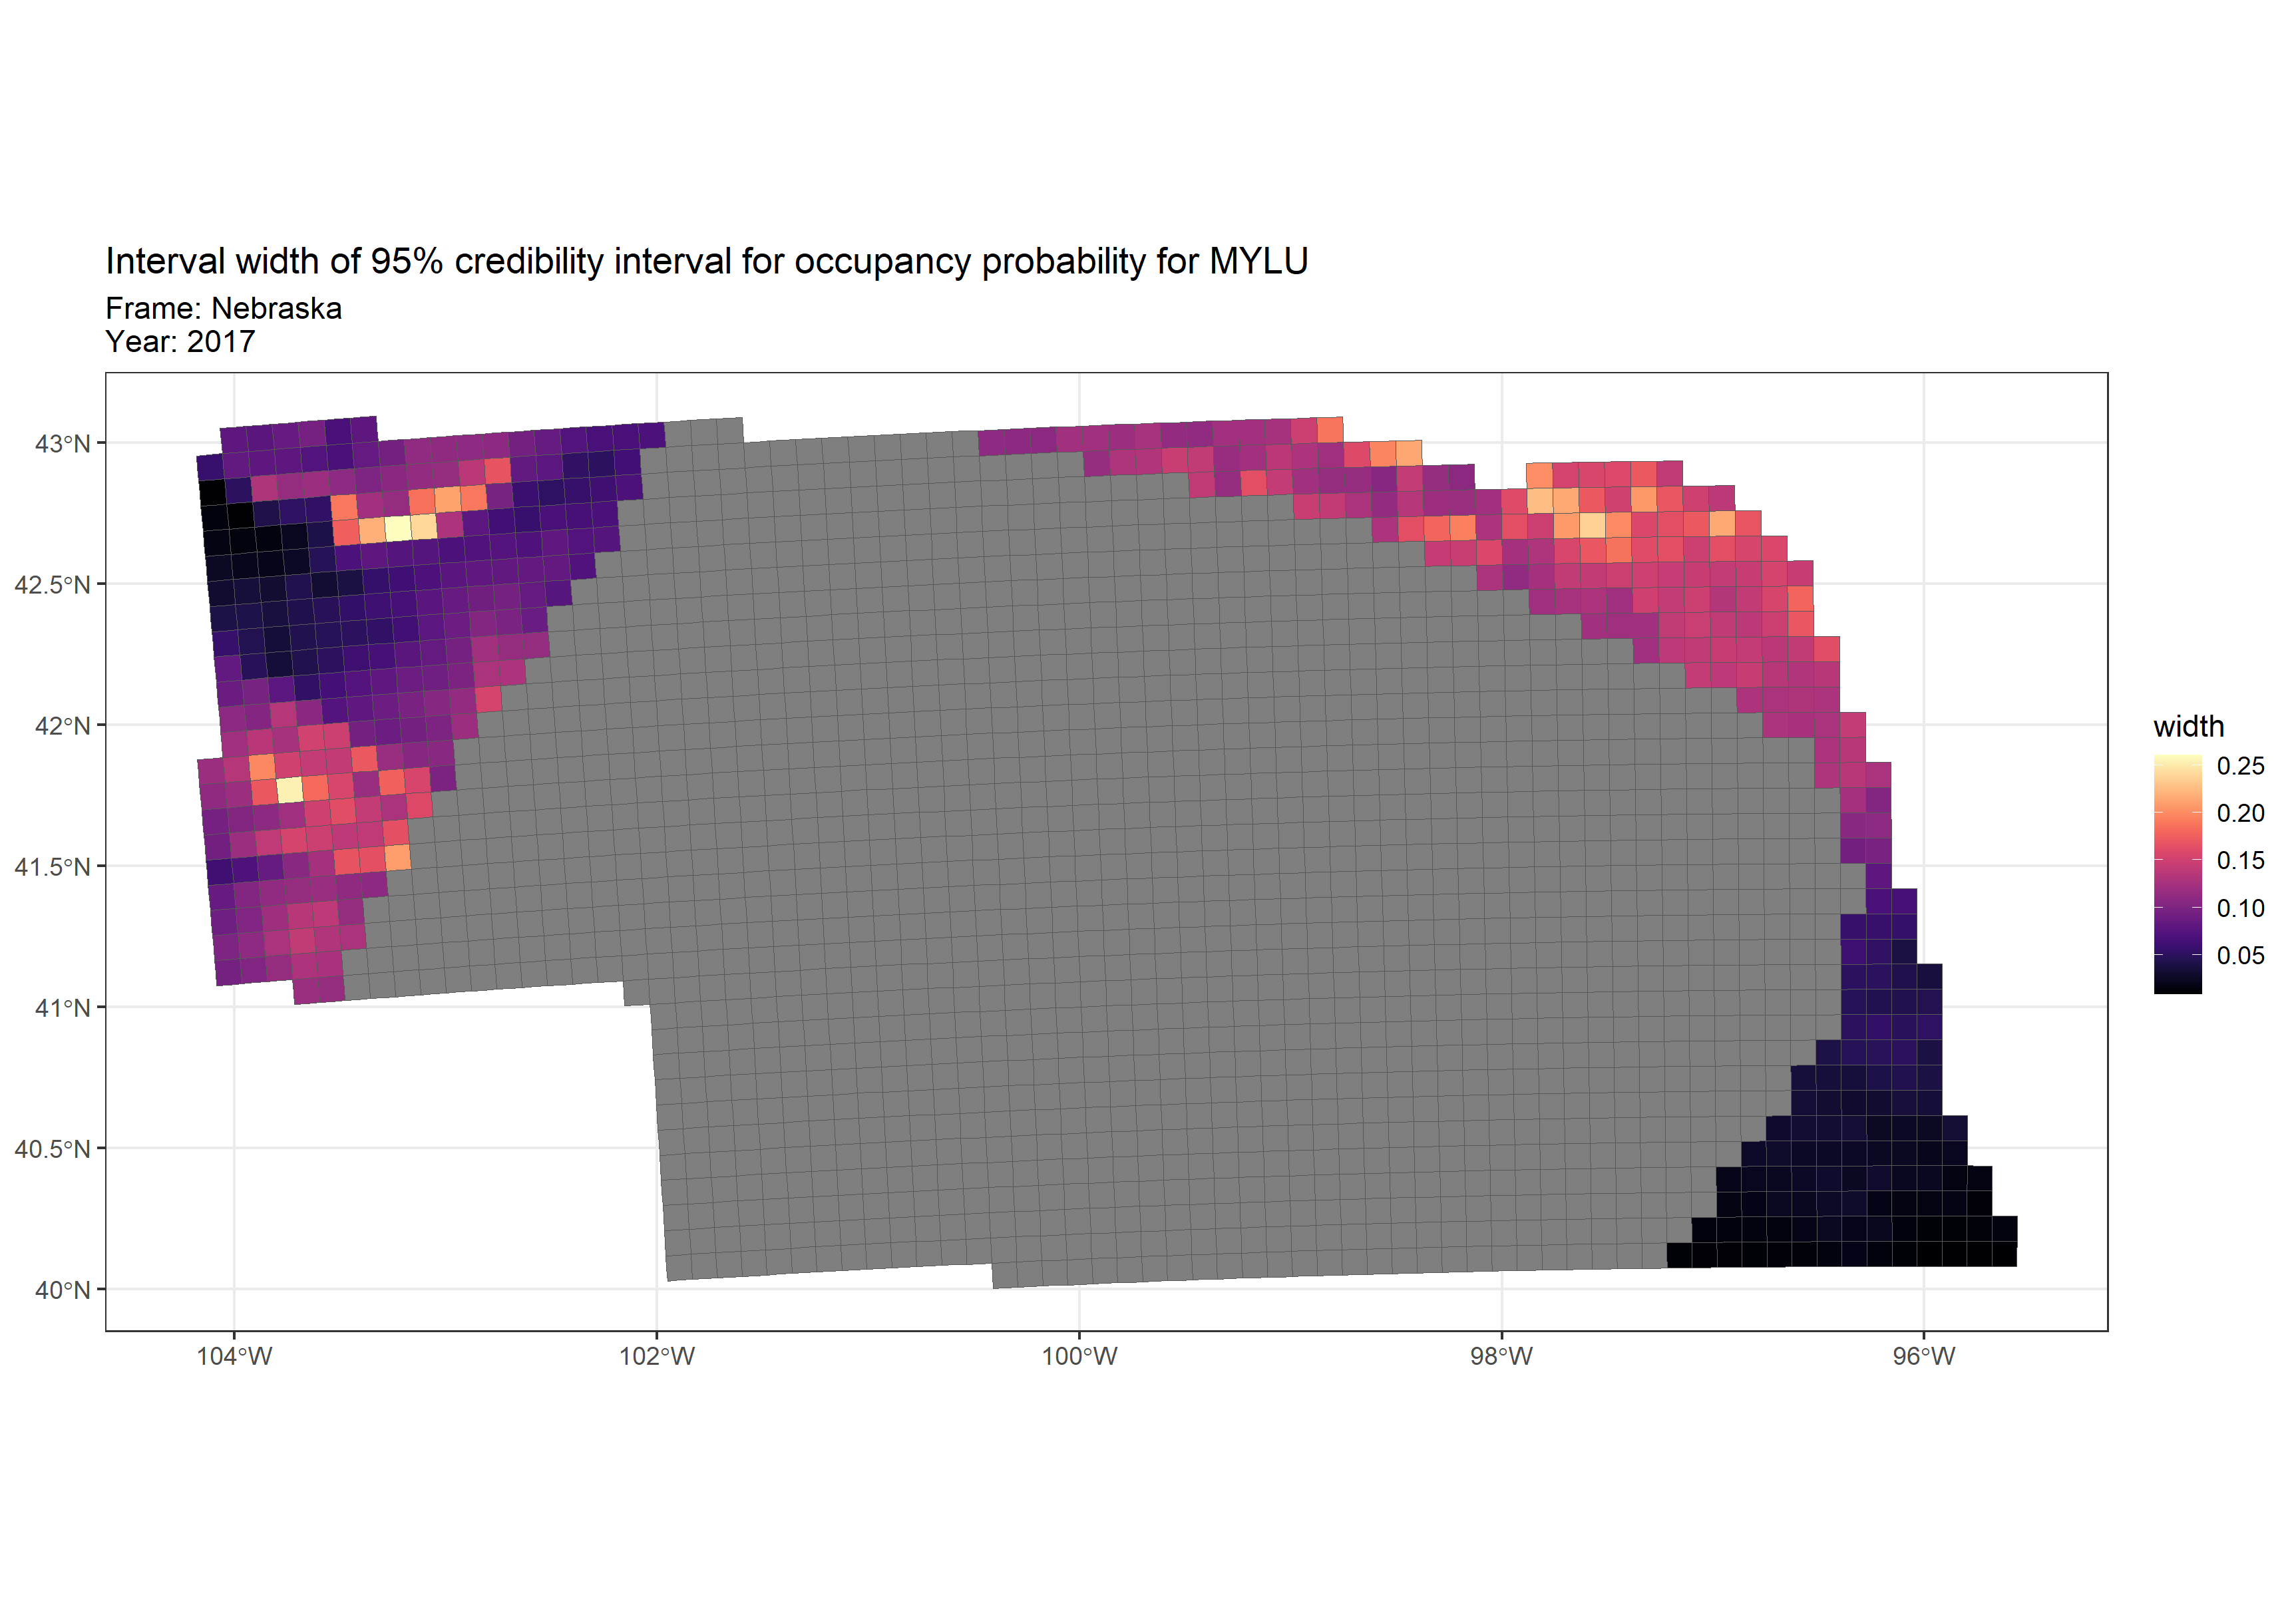 Interval width of 95% credibility interval for occupancy probability for MYLU
Frame: Nebraska
Year: 2017
43°N
42.5°N
42°N
41.5°N
41°N
40.5°N
40°N
104°W
102°W
100°W
98°W
96°W
width
0.25
0.20
0.15
0.10
0.05